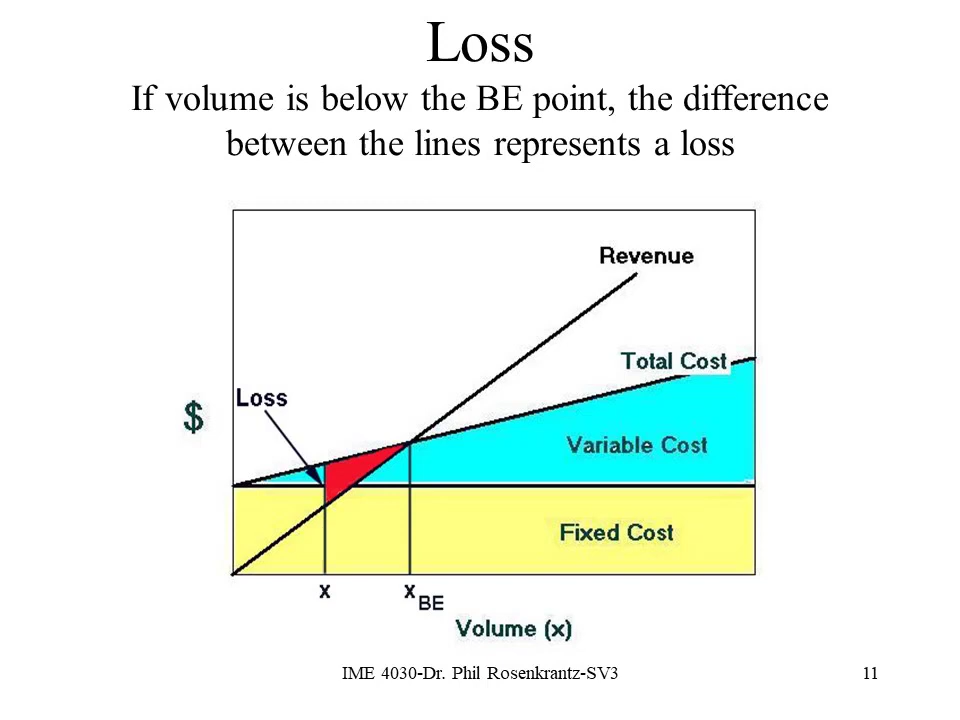 Loss
If volume is below the BE point, the difference
between the lines represents a loss
Revenue
Total Cost
Loss
$
Variable Cost
Fixed Cost
x
x BE
Volume (x)
IME 4030-Dr. Phil Rosenkrantz-SV3
11